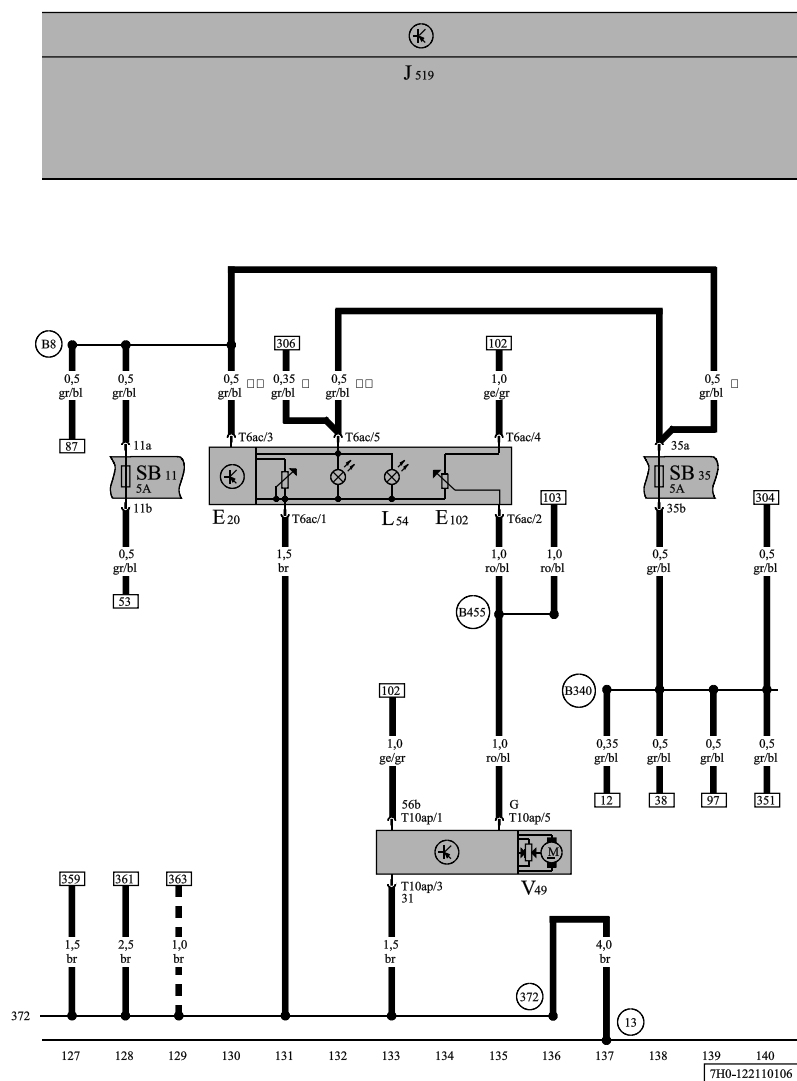 J 519
306
102
B8
0,5
gr/bl
0,5
gr/bl
0,5
gr/bl
0,35
gr/bl
0,5
gr/bl
1,0
ge/gr
0,5
gr/bl
87
11a
T6ac/3
T6ac/5
T6ac/4
35a
SB 11
5A
SB 35
5A
11b
E 20
T6ac/1
L 54
E 102
T6ac/2
103
35b
304
0,5
gr/bl
1,5
br
1,0
ro/bl
1,0
ro/bl
0,5
gr/bl
0,5
gr/bl
53
B455
102
B340
1,0
ge/gr
1,0
ro/bl
0,35
gr/bl
0,5
gr/bl
0,5
gr/bl
0,5
gr/bl
12
38
97
351
56b
T10ap/1
G
T10ap/5
M
359
361
363
T10ap/3
31
V 49
1,5
br
2,5
br
1,0
br
1,5
br
4,0
br
372
372
13
127 128 129 130 131 132 133 134 135 136 137 138 139 140
7H0-122110106